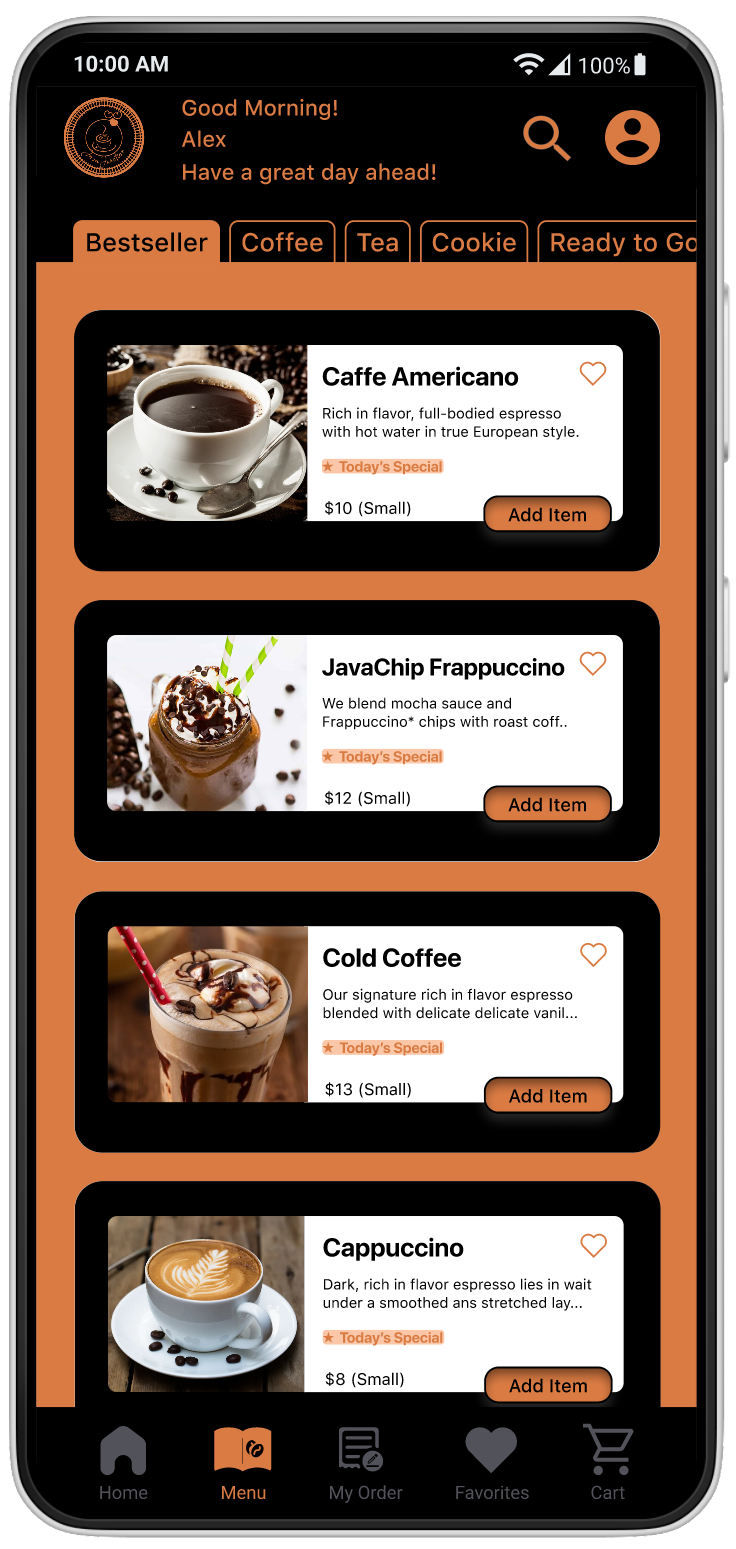 10:00 AM
100%
Good Morning!
Alex
Have a great day ahead!
Bestseller
Coffee
Tea
Cookie
Ready to Go
Caffe Americano
Rich in flavor, full-bodied espresso
with hot water in true European style.
★ Today's Special
$10 (Small)
Add Item
JavaChip Frappuccino
We blend mocha sauce and
Frappuccino* chips with roast coff..
★ Today's Special
$12 (Small)
Add Item
Cold Coffee
Our signature rich in flavor espresso
blended with delicate delicate vanil...
★ Today's Special
$13 (Small)
Add Item
Cappuccino
Dark, rich in flavor espresso lies in wait
under a smoothed ans stretched lay...
★ Today's Special
$8 (Small)
Add Item
Home
Menu
My Order
Favorites
Cart